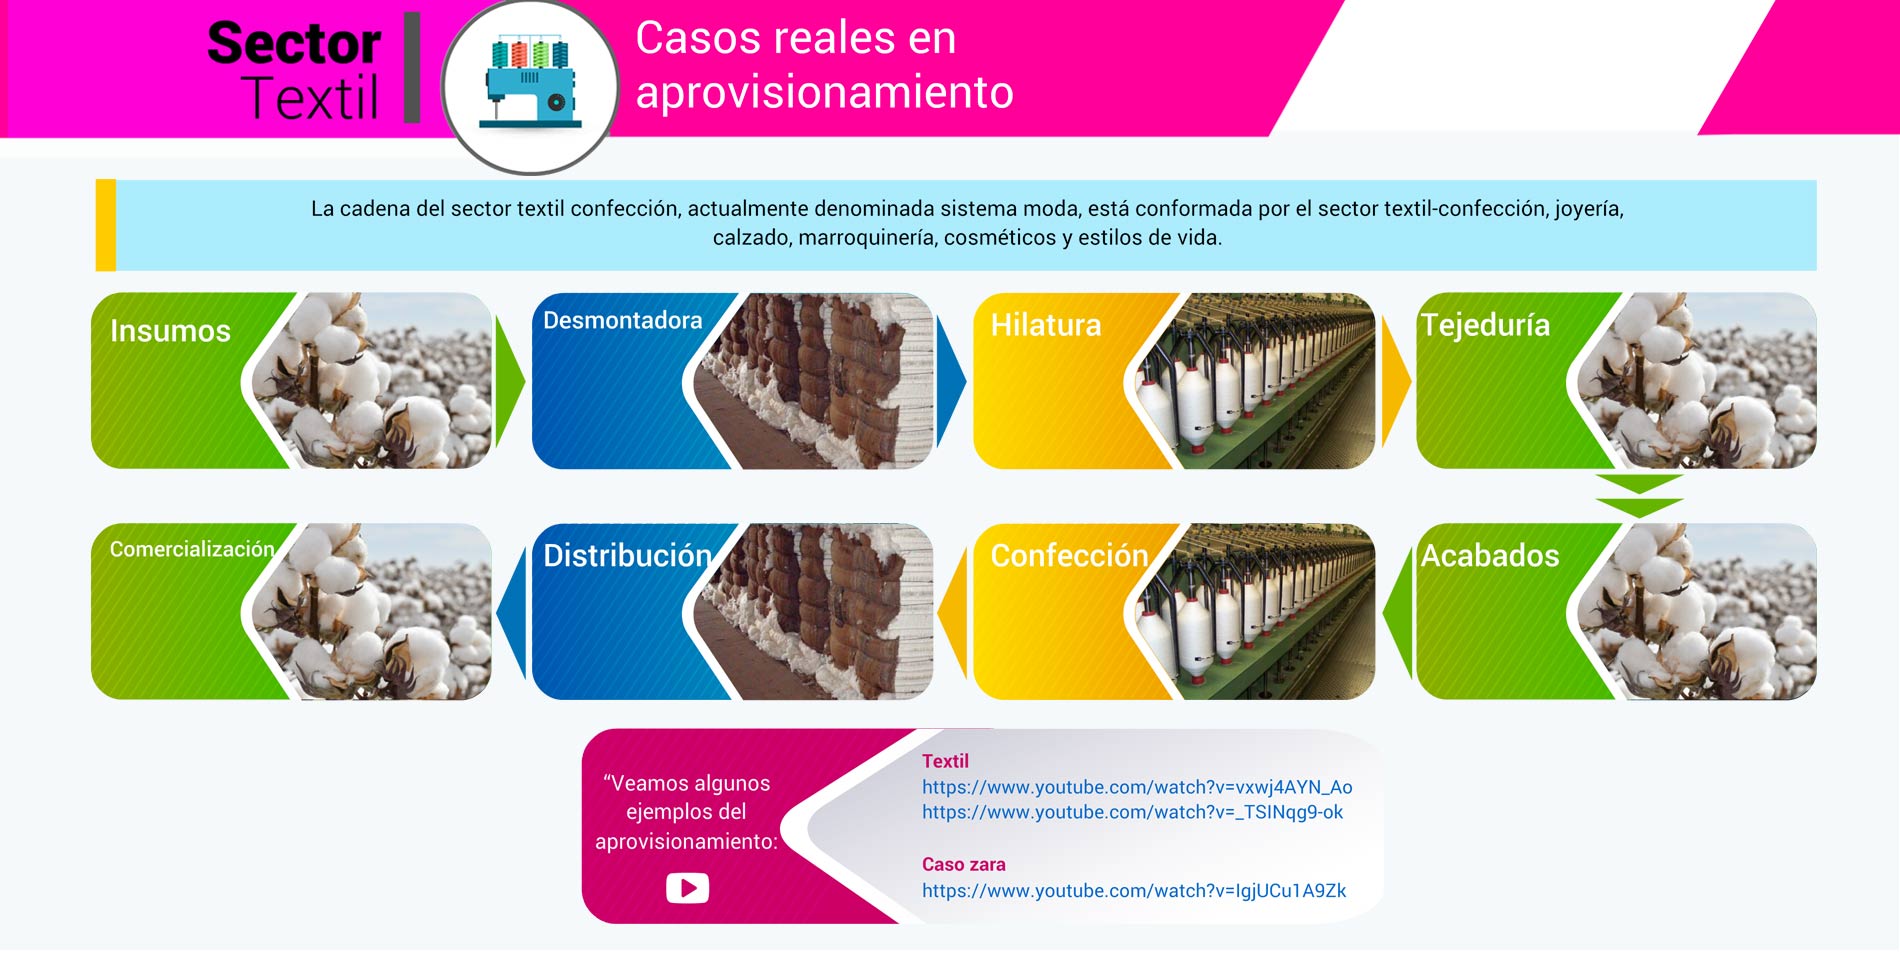 Sector
Textil
Casos reales en
aprovisionamiento
La cadena del sector textil confección, actualmente denominada sistema moda, está conformada por el sector textil-confección, joyería,
calzado, marroquinería, cosméticos y estilos de vida.
Insumos
Desmontadora
Hilatura
Tejeduría
Comercialización
Distribución
Confección
Acabados
“Veamos algunos
ejemplos del
aprovisionamiento:
Textil
https://www.youtube.com/watch?v=vxwj4AYN_Ao
https://www.youtube.com/watch?v=_TSINqg9-ok
Caso zara
https://www.youtube.com/watch?v=IgjUCu1A9Zk